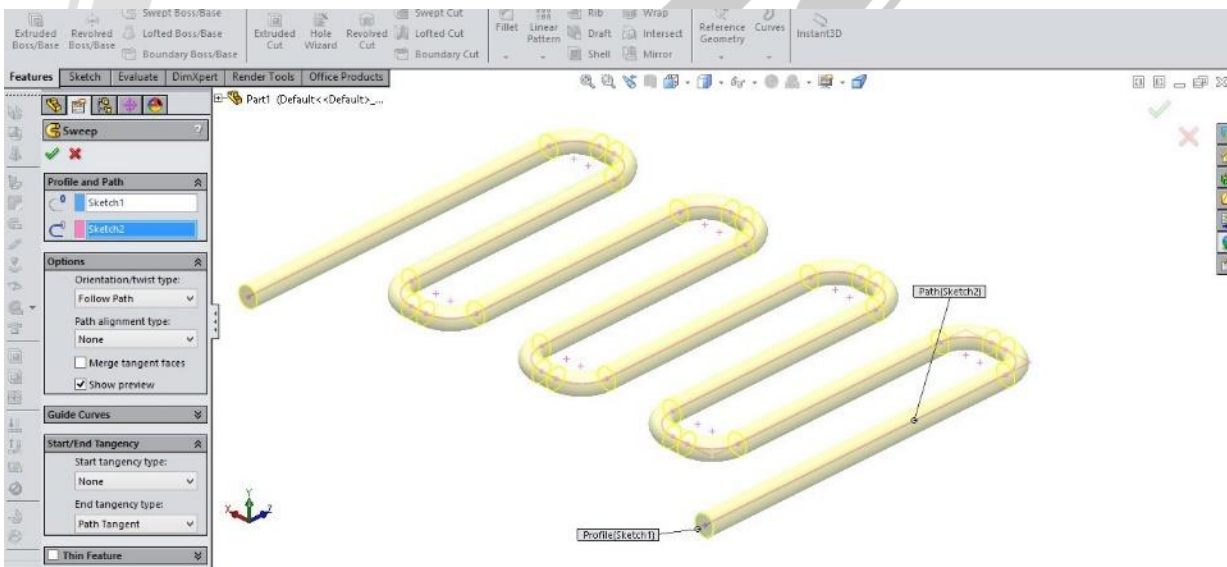 Swept Boss/Base
Extruded Boss/Base
Revolved Boss/Base
Lofted Boss/Base
Boundary Boss/Base
Extruded Cut
Hole Wizard
Revolved Cut
Swept Cut
Lofted Cut
Boundary Cut
Fillet
Linear Pattern
Rib
Draft
Shell
Wrap
Intersect
Mirror
Reference Geometry
Curves
Instant3D
Features
Sketch
Evaluate
DimXpert
Render Tools
Office Products
Part1 (Default<<Default>_...
Sweep
?
Profile and Path
Sketch1
Sketch2
Options
Orientation/twist type:
Follow Path
Path alignment type:
None
Merge tangent faces
Show preview
Guide Curves
Start/End Tangency
Start tangency type:
None
End tangency type:
Path Tangent
Thin Feature
Path(Sketch2)
Profile(Sketch1)
Y
X
Z